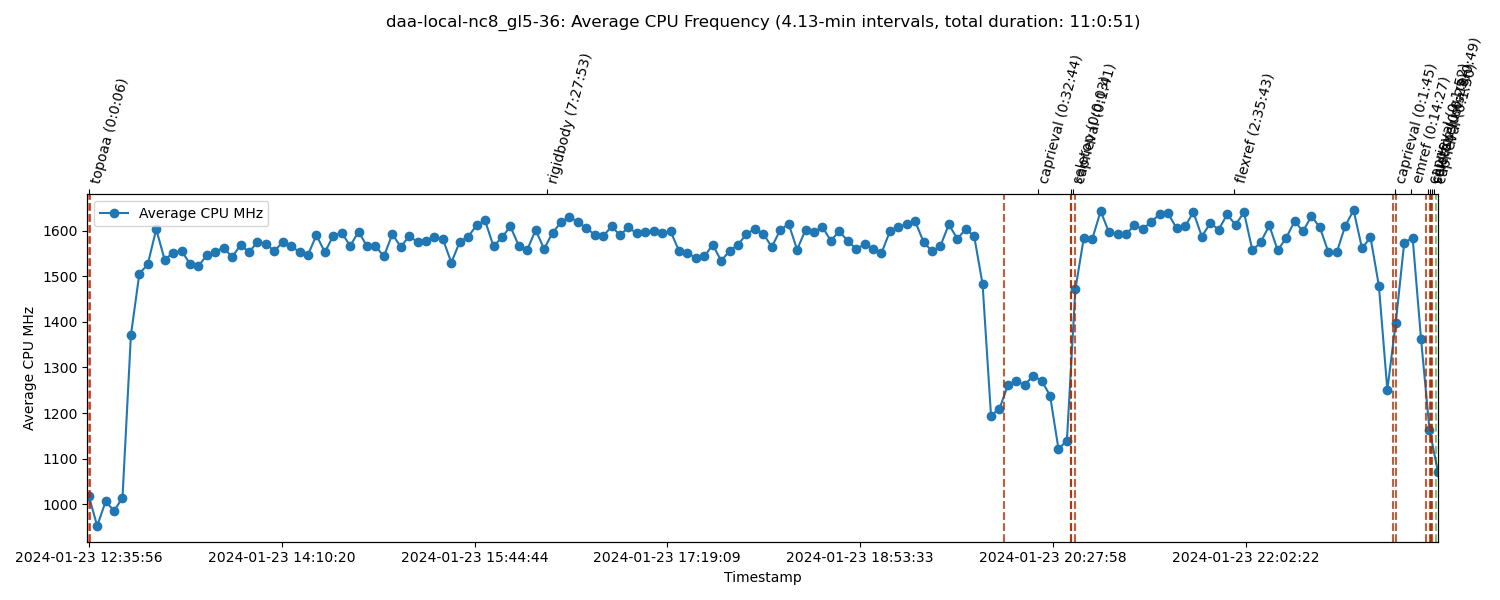 daa-local-nc8_gl5-36: Average CPU Frequency (4.13-min intervals, total duration: 11:0:51)
topoaa (0:0:06)
rigidbody (7:27:53)
caprieval (0:32:44)
flexref (2:35:43)
caprieval (0:1:45)
emref (0:14:27)
Average CPU MHz
1600
1500
1400
1300
1200
1100
1000
Average CPU MHz
2024-01-23 12:35:56
2024-01-23 14:10:20
2024-01-23 15:44:44
2024-01-23 17:19:09
2024-01-23 18:53:33
2024-01-23 20:27:58
2024-01-23 22:02:22
Timestamp